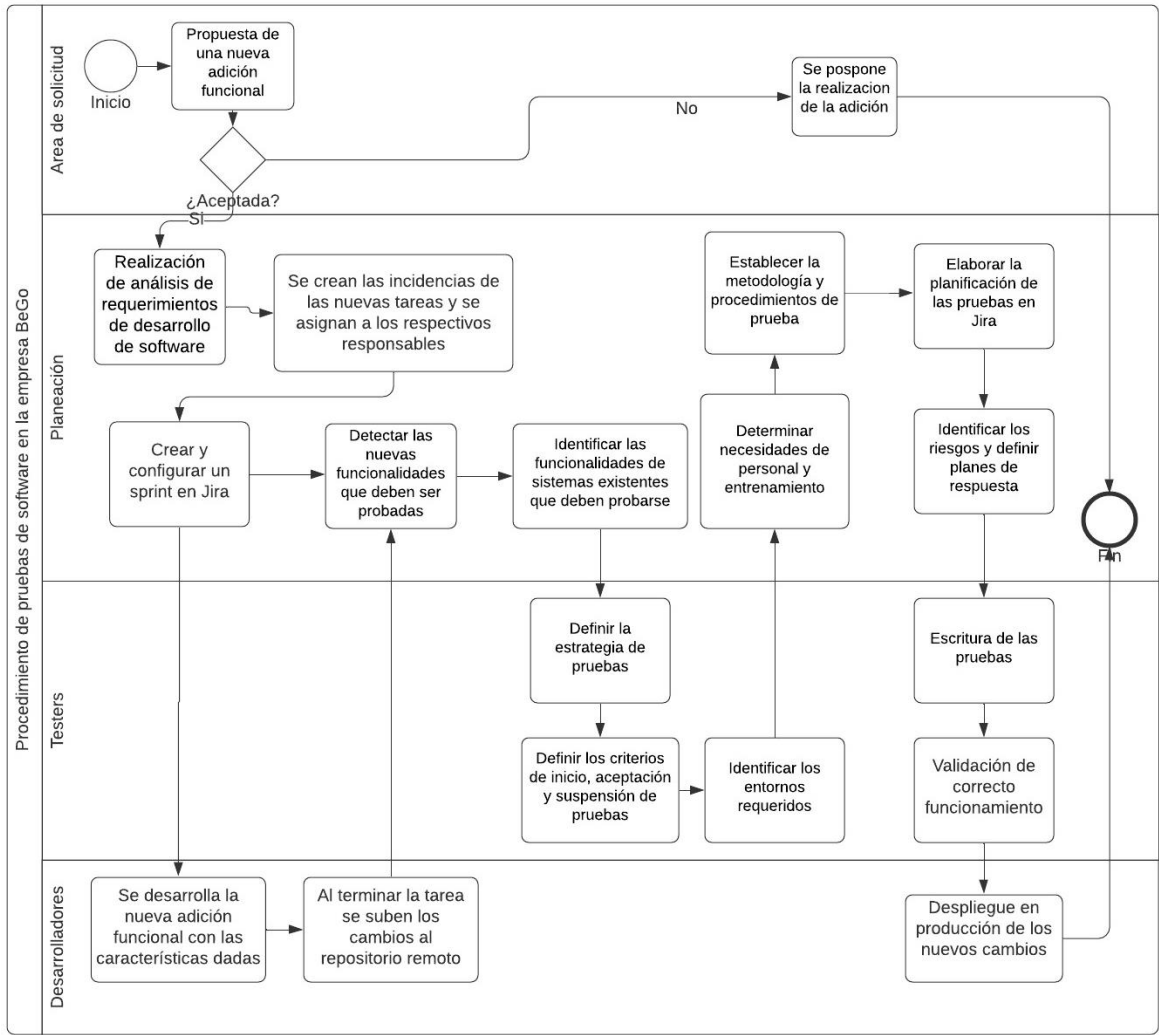 Procedimiento de pruebas de software en la empresa BeGo
Area de solicitud
Inicio
Propuesta de
una nueva
adición
funcional
¿Aceptada?
Si
No
Se pospone
la realizacion
de la adición
Planeación
Realización
de análisis de
requerimientos
de desarrollo
de software
Se crean las incidencias de
las nuevas tareas y se
asignan a los respectivos
responsables
Establecer la
metodología y
procedimientos de
prueba
Elaborar la
planificación de
las pruebas en
Jira
Crear y
configurar un
sprint en Jira
Detectar las
nuevas
funcionalidades
que deben ser
probadas
Identificar las
funcionalidades de
sistemas existentes
que deben probarse
Determinar
necesidades de
personal y
entrenamiento
Identificar los
riesgos y definir
planes de
respuesta
Fin
Testers
Definir la
estrategia de
pruebas
Escritura de las
pruebas
Definir los criterios
de inicio, aceptación
y suspensión de
pruebas
Identificar los
entornos
requeridos
Validación de
correcto
funcionamiento
Desarrolladores
Se desarrolla la
nueva adición
funcional con las
características dadas
Al terminar la tarea
se suben los
cambios al
repositorio remoto
Despliegue en
producción de los
nuevos cambios